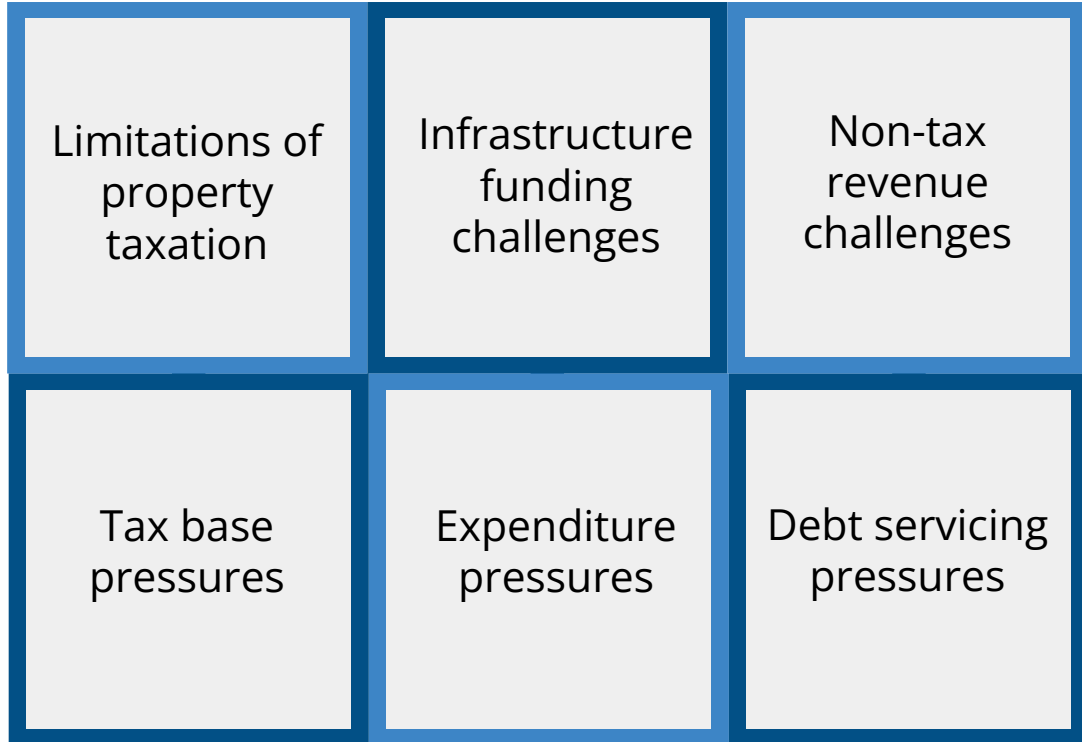 Limitations of
property
taxation
Infrastructure
funding
challenges
Non-tax
revenue
challenges
Tax base
pressures
Expenditure
pressures
Debt servicing
pressures